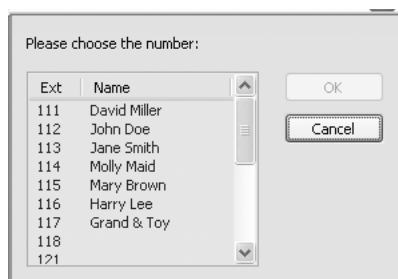 Please choose the number:
Ext Name
111 David Miller
112 John Doe
113 Jane Smith
114 Molly Maid
115 Mary Brown
116 Harry Lee
117 Grand & Toy
118
121
OK
Cancel